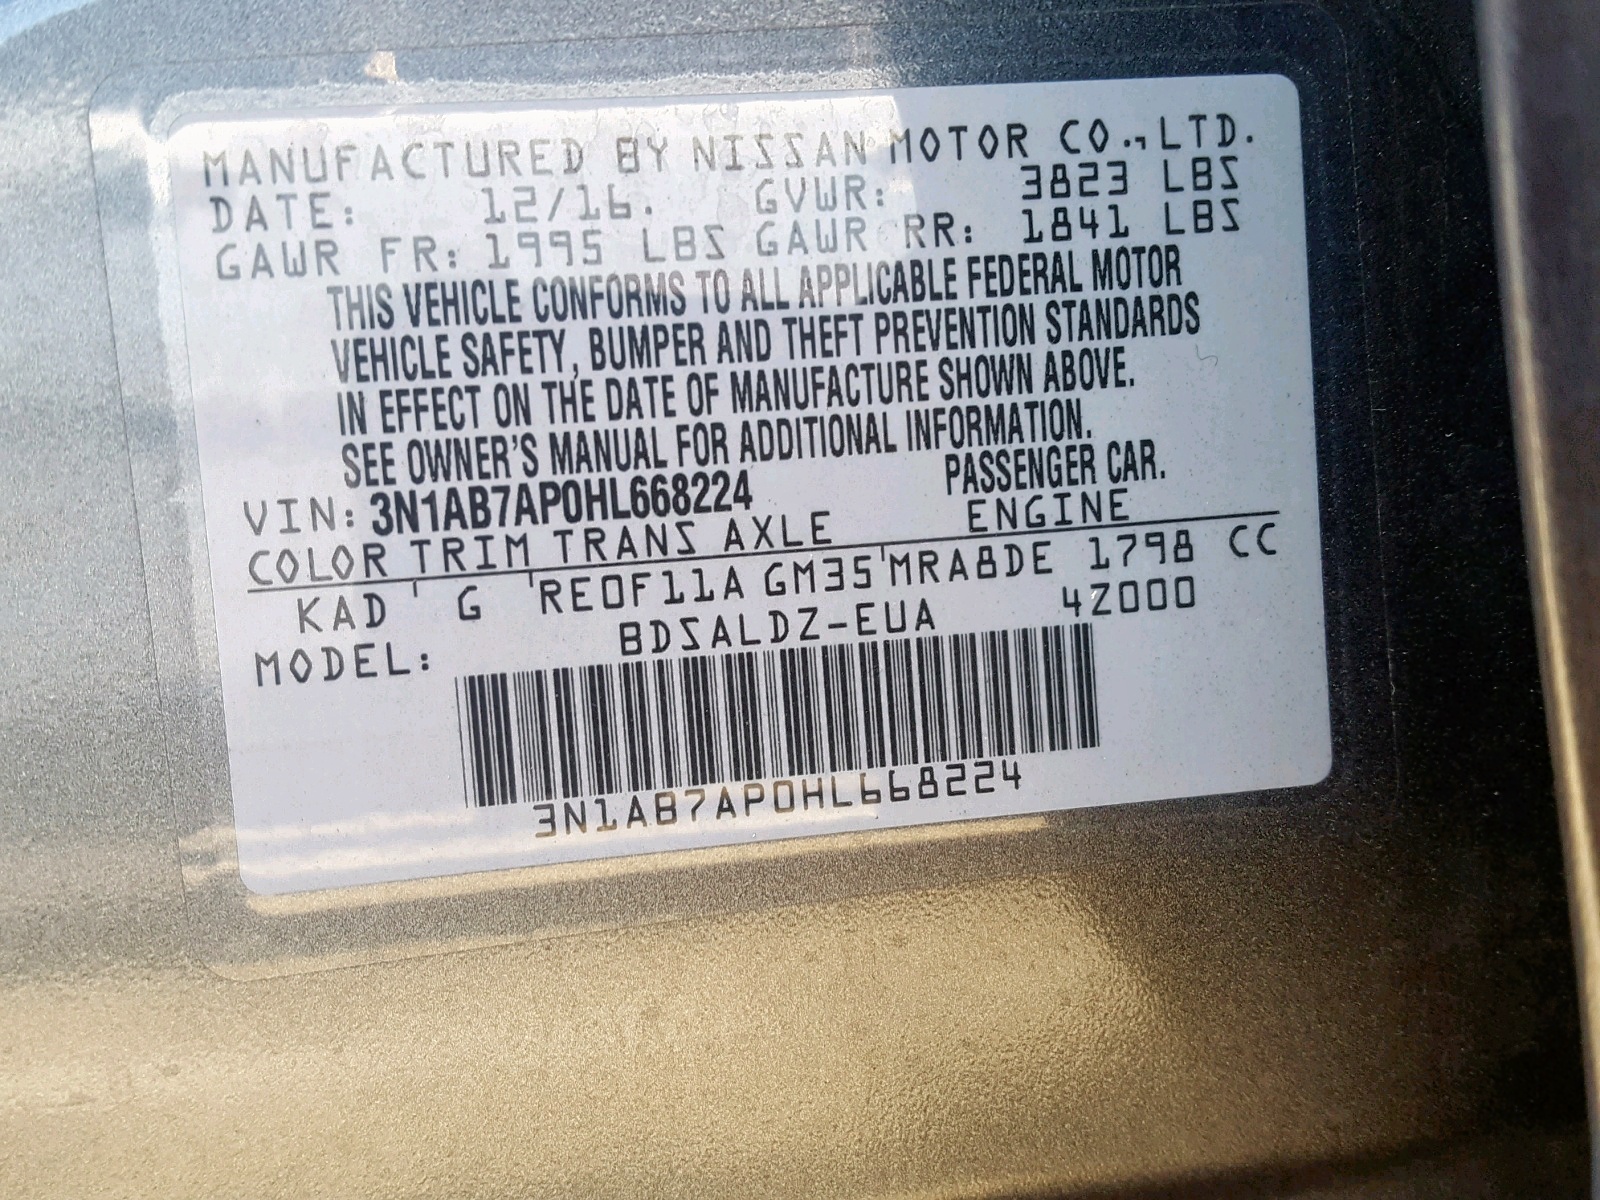 MANUFACTURED BY NISSAN MOTOR CO.,LTD.
DATE: 12/16. GVWR: 3823 LBS
GAWR FR: 1995 LBS GAWR RR: 1841 LBS
THIS VEHICLE CONFORMS TO ALL APPLICABLE FEDERAL MOTOR
VEHICLE SAFETY, BUMPER AND THEFT PREVENTION STANDARDS
IN EFFECT ON THE DATE OF MANUFACTURE SHOWN ABOVE.
SEE OWNER'S MANUAL FOR ADDITIONAL INFORMATION.
VIN: 3N1AB7AP0HL668224 PASSENGER CAR.
COLOR TRIM TRANS AXLE ENGINE
KAD G RE0F11A GM35 MRA8DE 1798 CC
MODEL: BDSALDZ-EUA 4Z000
3N1AB7AP0HL668224